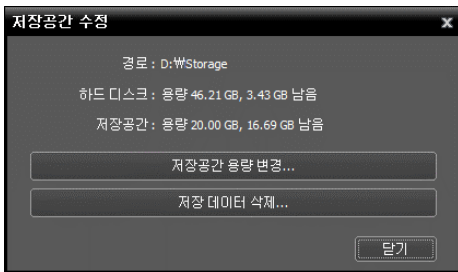 저장공간 수정 x
경로 : D:₩Storage
하드 디스크 : 용량 46.21 GB, 3.43 GB 남음
저장공간 : 용량 20.00 GB, 16.69 GB 남음
저장공간 용량 변경...
저장 데이터 삭제...
닫기